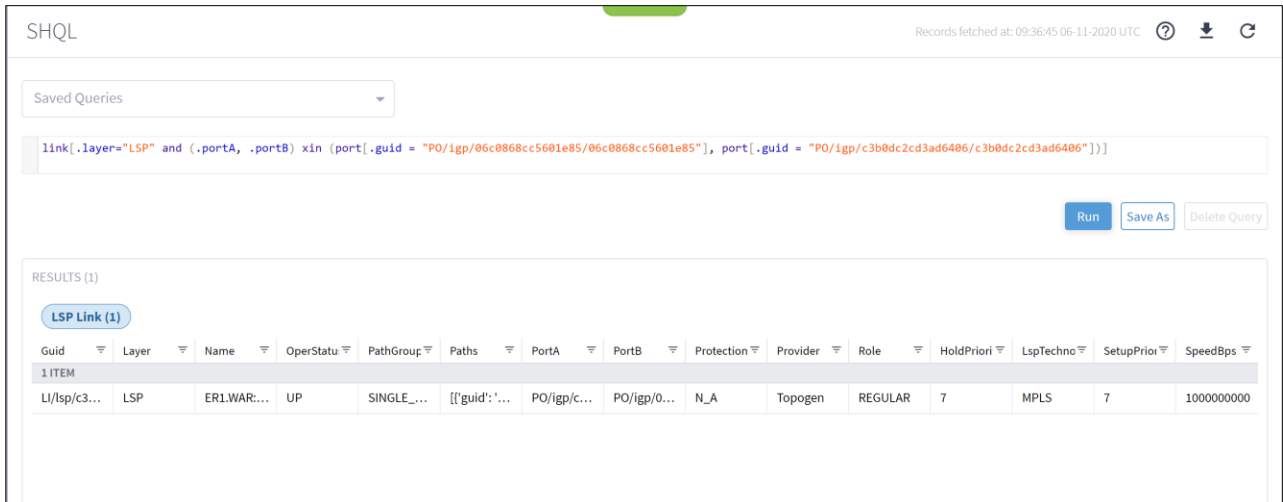 SHQL
Records fetched at: 09:36:45 06-11-2020 UTC
Saved Queries
link[.layer="LSP" and (.portA, .portB) xin (port[.guid = "PO/igp/06c0868cc5601e85/06c0868cc5601e85"], port[.guid = "PO/igp/c3b0dc2cd3ad6406/c3b0dc2cd3ad6406"])]
Run Save As Delete Query
RESULTS (1)
LSP Link (1)
Guid Layer Name OperStatu PathGroup Paths PortA PortB Protection Provider Role HoldPriori LspTechno SetupPrior SpeedBps
1 ITEM
LI/lsp/c3... LSP ER1.WAR:... UP SINGLE_... [{'guid': '... PO/igp/c... PO/igp/0... N_A Topogen REGULAR 7 MPLS 7 1000000000